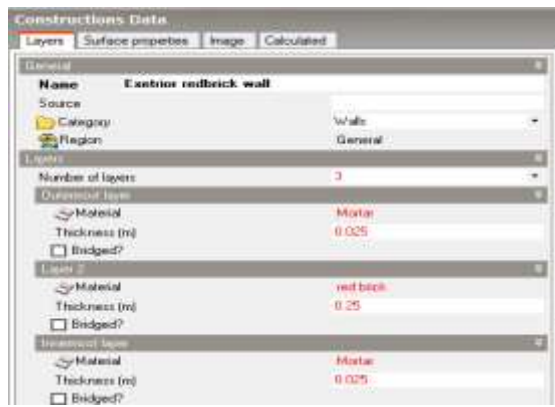 Constructions Data
Layers Surface properties Image Calculated
General
Name Exetrior redbrick wall
Source
Category Walls
Region General
Layers
Number of layers 3
Outermost layer
Material Mortar
Thickness (m) 0.025
Bridged?
Layer 2
Material red brick
Thickness (m) 0.25
Bridged?
Innermost layer
Material Mortar
Thickness (m) 0.025
Bridged?